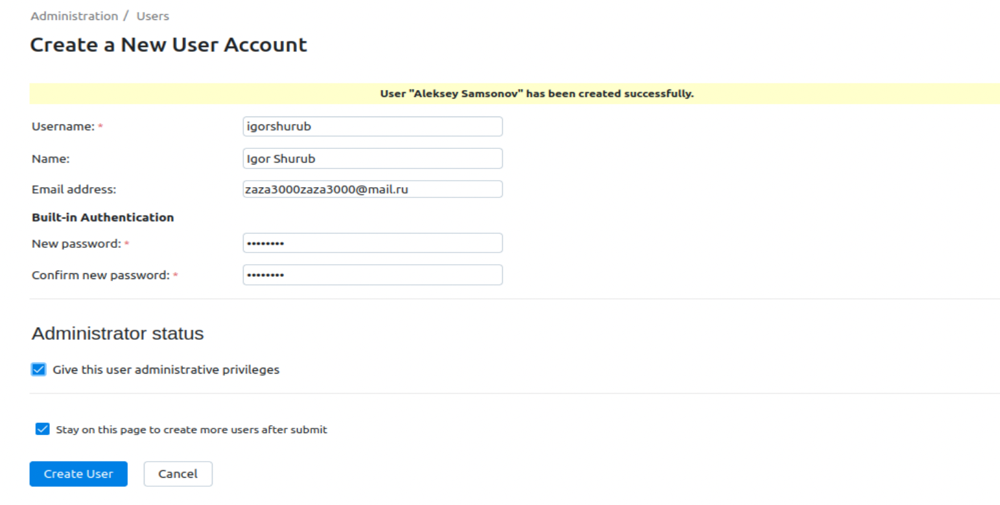 Administration / Users
Create a New User Account
User "Aleksey Samsonov" has been created successfully.
Username: * igorshurub
Name: Igor Shurub
Email address: zaza3000zaza3000@mail.ru
Built-in Authentication
New password: * ••••••••
Confirm new password: * ••••••••
Administrator status
Give this user administrative privileges
Stay on this page to create more users after submit
Create User Cancel